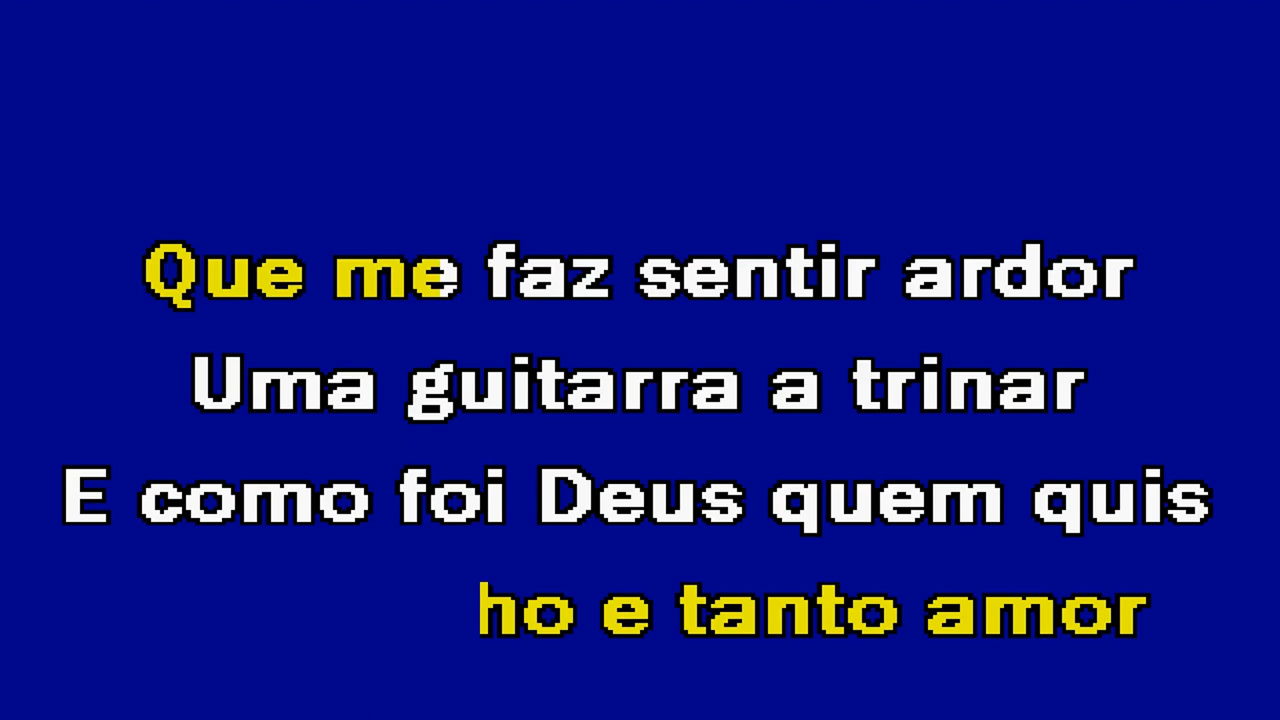 Que me faz sentir ardor
Uma guitarra a trinar
E como foi Deus quem quis
ho e tanto amor